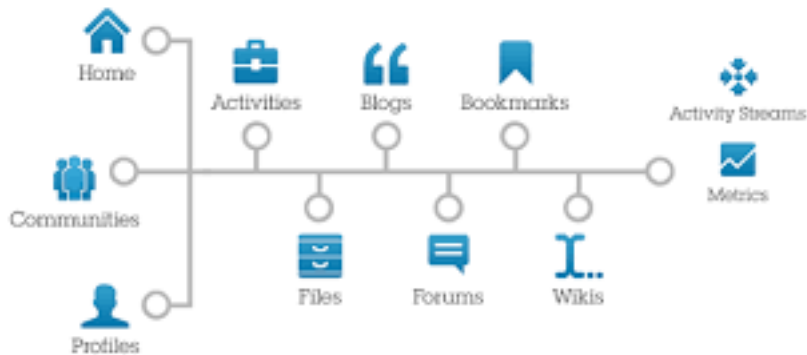 Home
Activities
Blogs
Bookmarks
Activity Streams
Communities
Metrics
Files
Forums
Wikis
Profiles